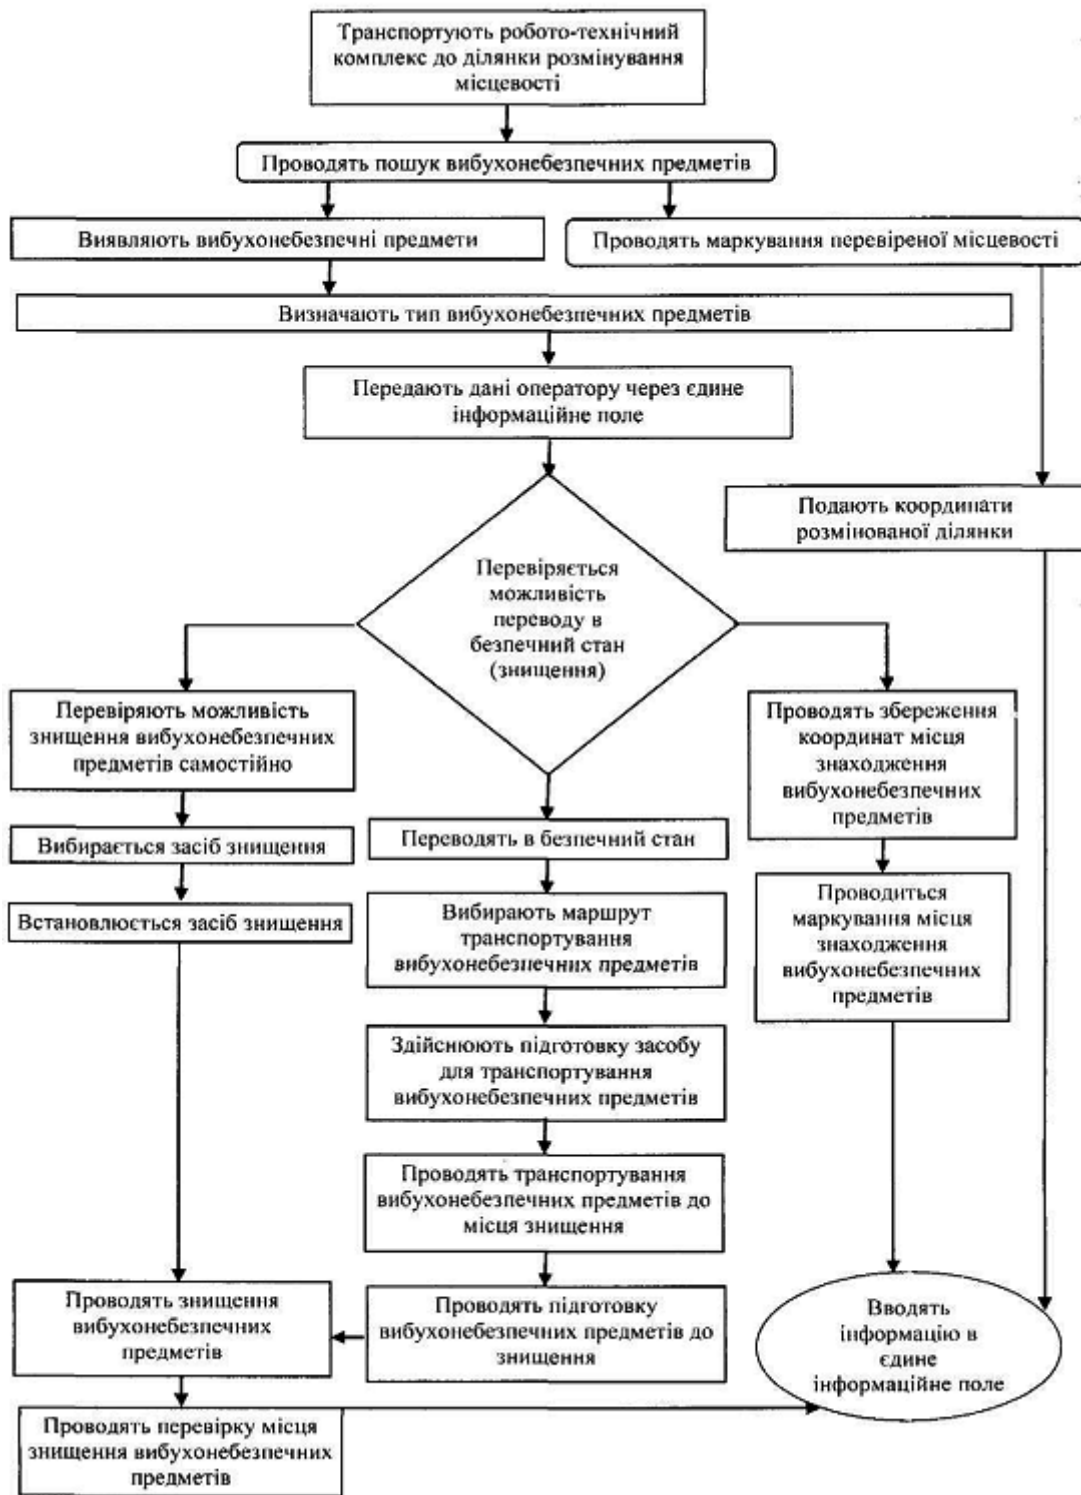 Транспортують робото-технічний
комплекс до ділянки розмінування
місцевості
Проводять пошук вибухонебезпечних предметів
Виявляють вибухонебезпечні предмети
Проводять маркування перевіреної місцевості
Визначають тип вибухонебезпечних предметів
Передають дані оператору через єдине
інформаційне поле
Подають координати
розмінованої ділянки
Перевіряється
можливість
переводу в
безпечний стан
(знищення)
Перевіряють можливість
знищення вибухонебезпечних
предметів самостійно
Вибирається засіб знищення
Встановлюється засіб знищення
Переводять в безпечний стан
Вибирають маршрут
транспортування
вибухонебезпечних предметів
Здійснюють підготовку засобу
для транспортування
вибухонебезпечних предметів
Проводять транспортування
вибухонебезпечних предметів до
місця знищення
Проводять підготовку
вибухонебезпечних предметів до
знищення
Проводять збереження
координат місця
знаходження
вибухонебезпечних
предметів
Проводиться
маркування місця
знаходження
вибухонебезпечних
предметів
Проводять знищення
вибухонебезпечних
предметів
Проводять перевірку місця
знищення вибухонебезпечних
предметів
Вводять
інформацію в
єдине
інформаційне поле